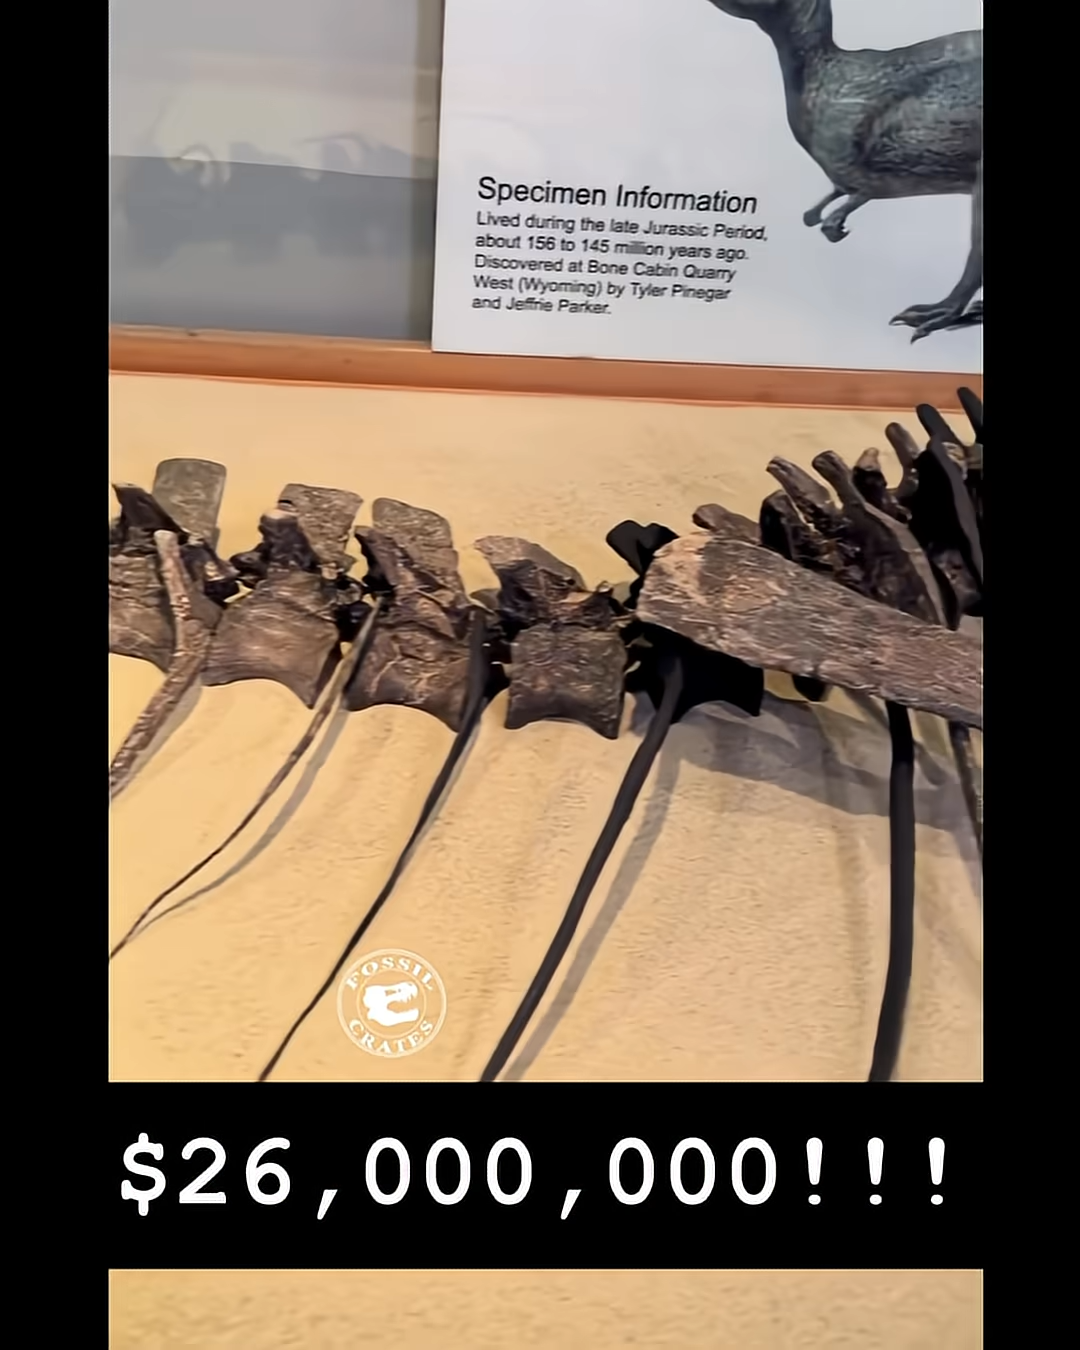 Specimen Information
Lived during the late Jurassic Period,
about 156 to 145 million years ago.
Discovered at Bone Cabin Quarry
West (Wyoming) by Tyler Pinegar
and Jeffrie Parker.
FOSSIL
CRATES
$26,000,000!!!